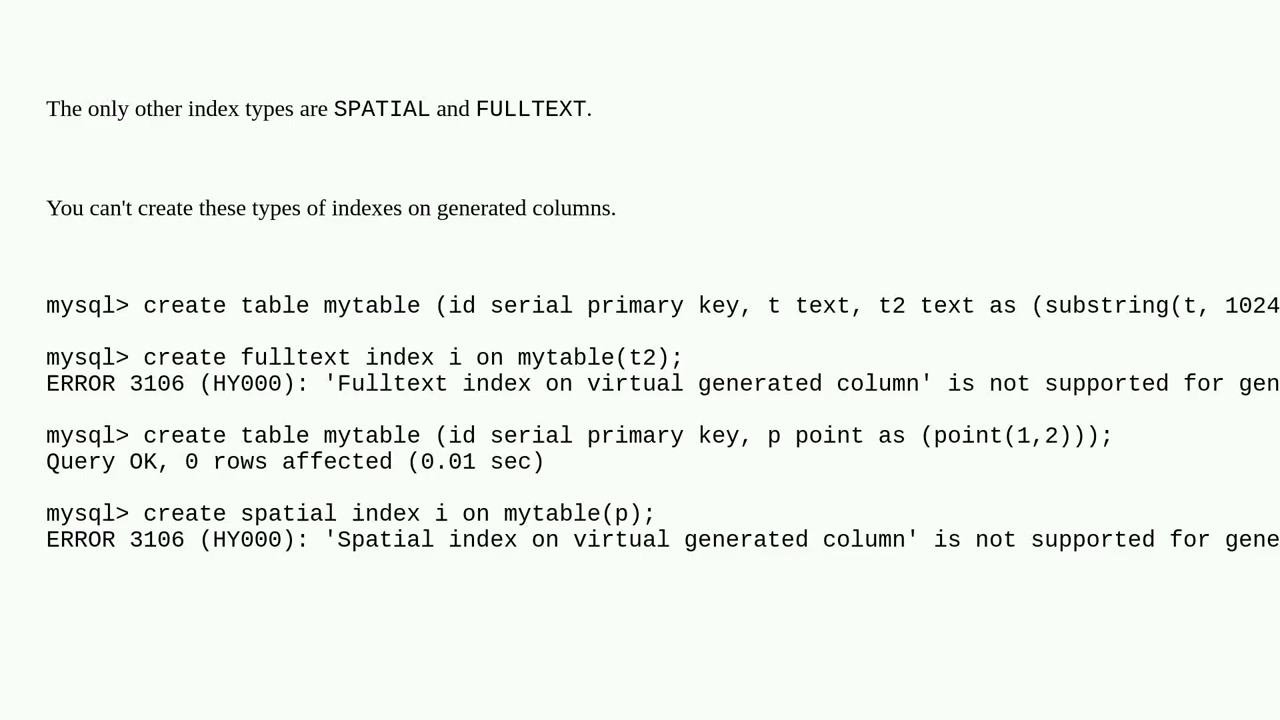 The only other index types are SPATIAL and FULLTEXT.
You can't create these types of indexes on generated columns.
mysql> create table mytable (id serial primary key, t text, t2 text as (substring(t, 1024
mysql> create fulltext index i on mytable(t2);
ERROR 3106 (HY000): 'Fulltext index on virtual generated column' is not supported for gen
mysql> create table mytable (id serial primary key, p point as (point(1,2)));
Query OK, 0 rows affected (0.01 sec)
mysql> create spatial index i on mytable(p);
ERROR 3106 (HY000): 'Spatial index on virtual generated column' is not supported for gene